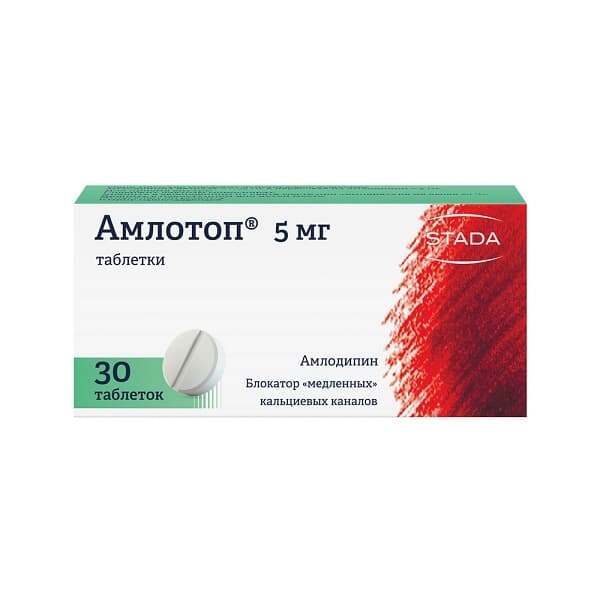 Амлотоп® 5 мг
таблетки
STADA
30
таблеток
Амлодипин
Блокатор «медленных»
кальциевых каналов